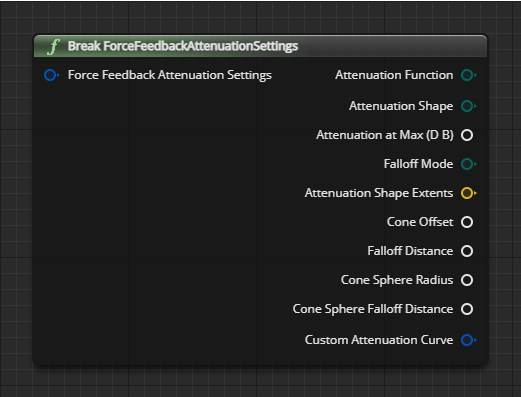 f Break ForceFeedbackAttenuationSettings
Force Feedback Attenuation Settings
Attenuation Function
Attenuation Shape
Attenuation at Max (D B)
Falloff Mode
Attenuation Shape Extents
Cone Offset
Falloff Distance
Cone Sphere Radius
Cone Sphere Falloff Distance
Custom Attenuation Curve